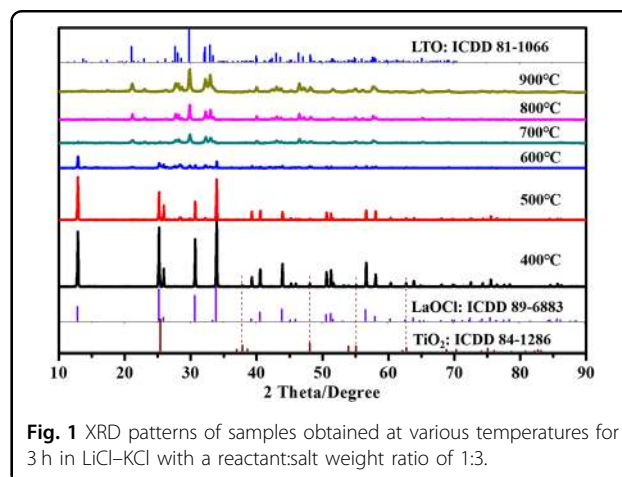 LTO: ICDD 81-1066
900℃
800℃
700℃
600℃
500℃
400℃
LaOCl: ICDD 89-6883
TiO₂: ICDD 84-1286
10 20 30 40 50 60 70 80 90
2 Theta/Degree
Fig. 1 XRD patterns of samples obtained at various temperatures for
3 h in LiCl–KCl with a reactant:salt weight ratio of 1:3.